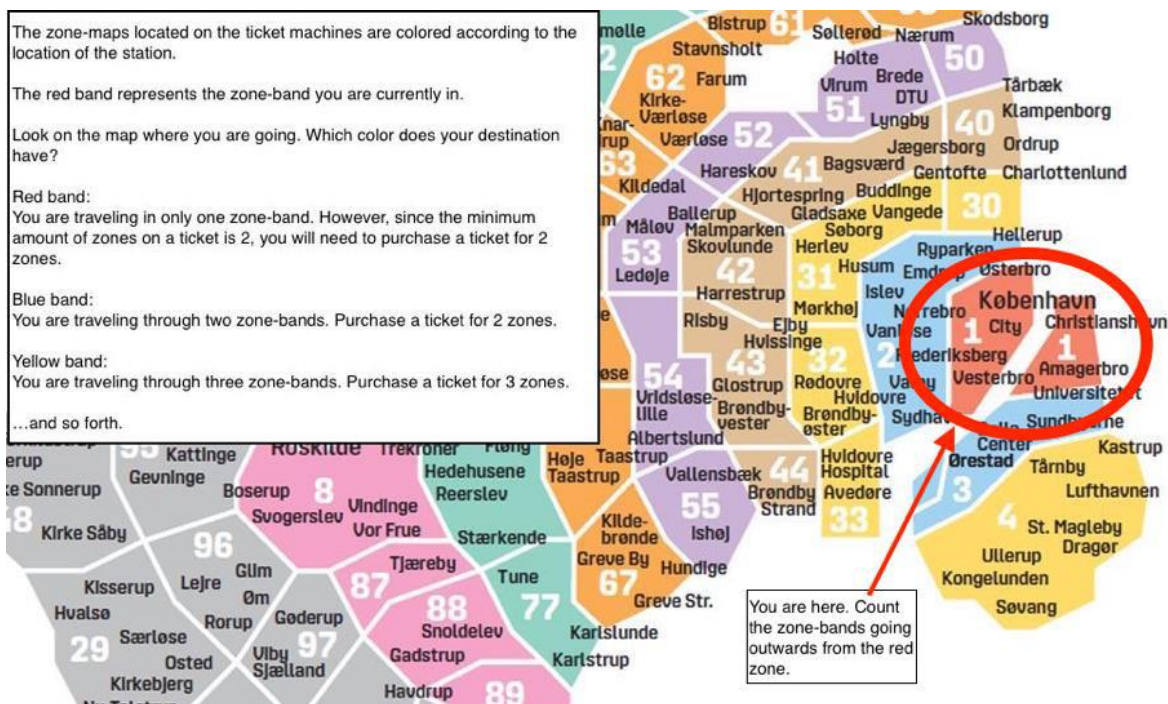 The zone-maps located on the ticket machines are colored according to the
location of the station.
The red band represents the zone-band you are currently in.
Look on the map where you are going. Which color does your destination
have?
Red band:
You are traveling in only one zone-band. However, since the minimum
amount of zones on a ticket is 2, you will need to purchase a ticket for 2
zones.
Blue band:
You are traveling through two zone-bands. Purchase a ticket for 2 zones.
Yellow band:
You are traveling through three zone-bands. Purchase a ticket for 3 zones.
...and so forth.
Bistrup
61
Søllerød
Nærum
Skodsborg
Stavnsholt
Holte
50
62
Farum
Virum
Brede
Tårbæk
Kirke-
Værløse
51
DTU
Klampenborg
Lyngby
40
Værløse
52
Jægersborg
Ordrup
63
Hareskov
41
Bagsværd
Gentofte
Charlottenlund
Kildedal
Hjortespring
Buddinge
Ballerup
Gladsaxe
Vangede
30
Måløv
Malmparken
Søborg
Hellerup
Skovlunde
Herlev
Ryparken
53
Husum
Emdrup
Østerbro
Ledøje
42
31
Islev
København
Harrestrup
Mørkhøj
Nørrebro
City
Christianshavn
Risby
Ejby
1
Hvissinge
2
1
43
32
Frederiksberg
Amagerbro
54
Glostrup
Rødovre
Valby
Vesterbro
Universitetet
Vridsløse-
lille
Brøndby-
vester
Hvidovre
Brøndby-
øster
Sundbyerne
Albertslund
Center
Kastrup
Roskilde
Trekroner
Høje
Taastrup
Taastrup
Hvidovre
Hospital
Ørestad
Tårnby
Kattinge
Hedehusene
Vallensbæk
44
Gevninge
Boserup
8
Reerslev
Brøndby
Strand
Avedøre
3
Lufthavnen
Vindinge
55
33
4
Svogerslev
Vor Frue
Kilde-
brønde
Ishøj
St. Magleby
Kirke Såby
Stærkende
Dragør
96
Greve By
Hundige
Ullerup
Tjæreby
Tune
67
Kongelunden
Kisserup
Lejre
Glim
87
Greve Str.
Søvang
Øm
77
Hvalsø
Rorup
Gøderup
88
Særløse
Snoldelev
Karlslunde
29
Viby
Sjælland
97
Osted
Gadstrup
Karlstrup
Kirkebjerg
Havdrup
89
You are here. Count
the zone-bands going
outwards from the red
zone.